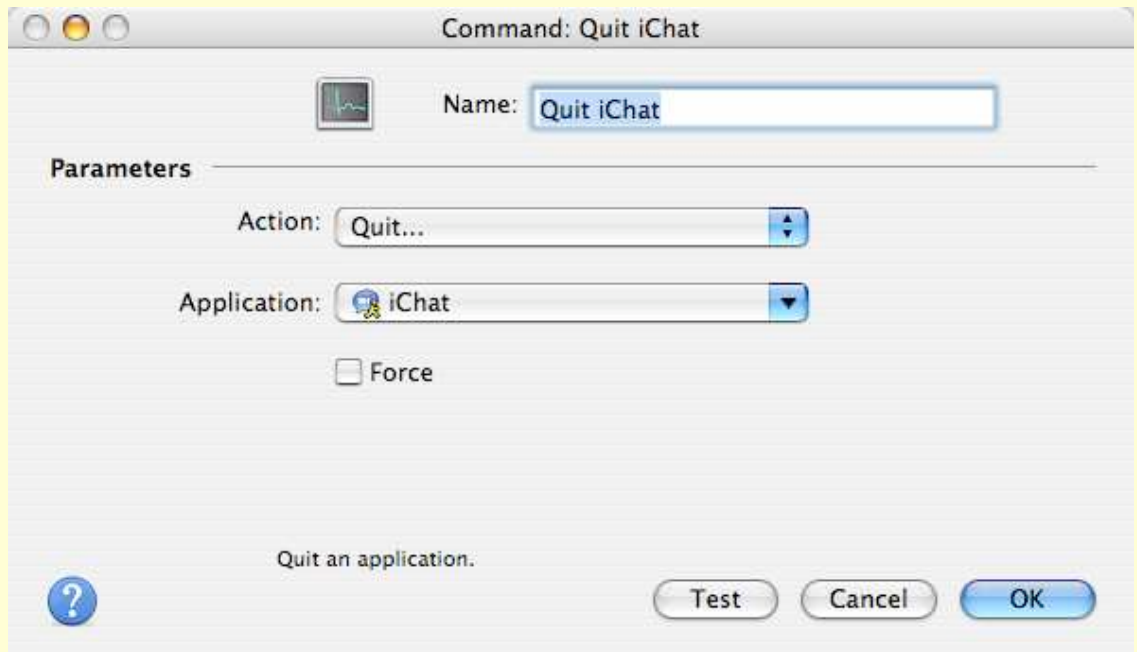 Command: Quit iChat
Name: Quit iChat
Parameters
Action: Quit...
Application: iChat
Force
Quit an application.
? Test Cancel OK